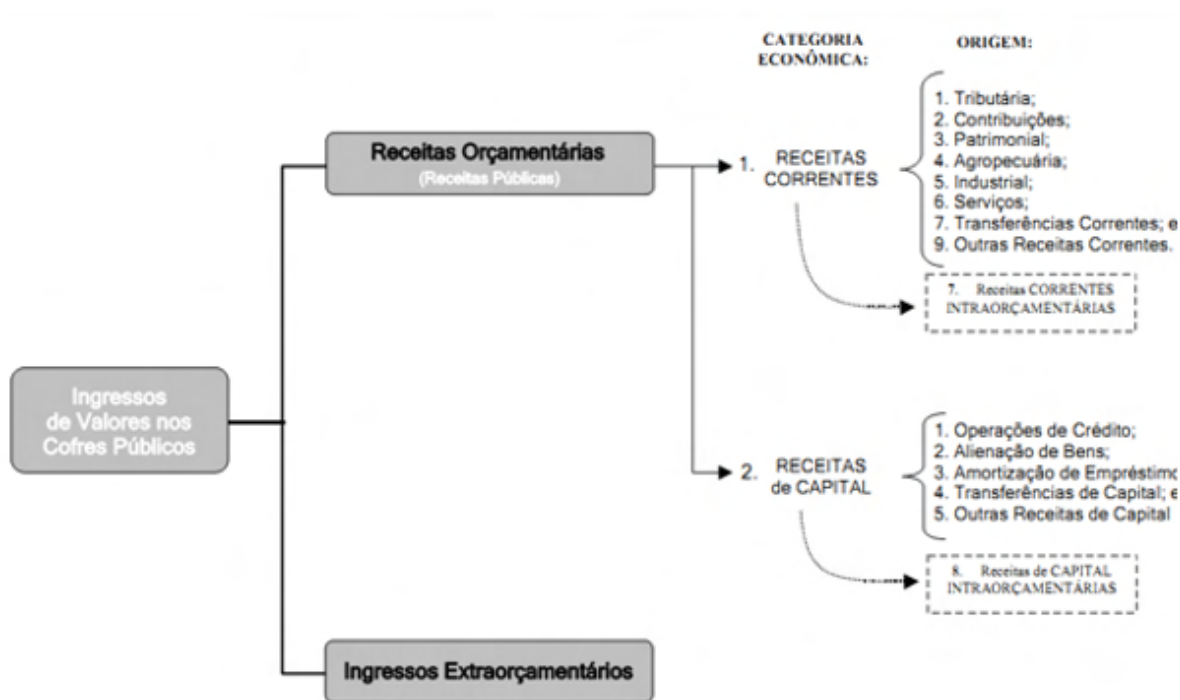 CATEGORIA
ECONÔMICA:
ORIGEM:
Receitas Orçamentárias
(Receitas Públicas)
1. RECEITAS
CORRENTES
1. Tributária;
2. Contribuições;
3. Patrimonial;
4. Agropecuária;
5. Industrial;
6. Serviços;
7. Transferências Correntes; e
9. Outras Receitas Correntes.
7. Receitas CORRENTES
INTRAORÇAMENTÁRIAS
Ingressos
de Valores nos
Cofres Públicos
2. RECEITAS
de CAPITAL
1. Operações de Crédito;
2. Alienação de Bens;
3. Amortização de Empréstimo
4. Transferências de Capital; e
5. Outras Receitas de Capital
8. Receitas de CAPITAL
INTRAORÇAMENTÁRIAS
Ingressos Extraorçamentários